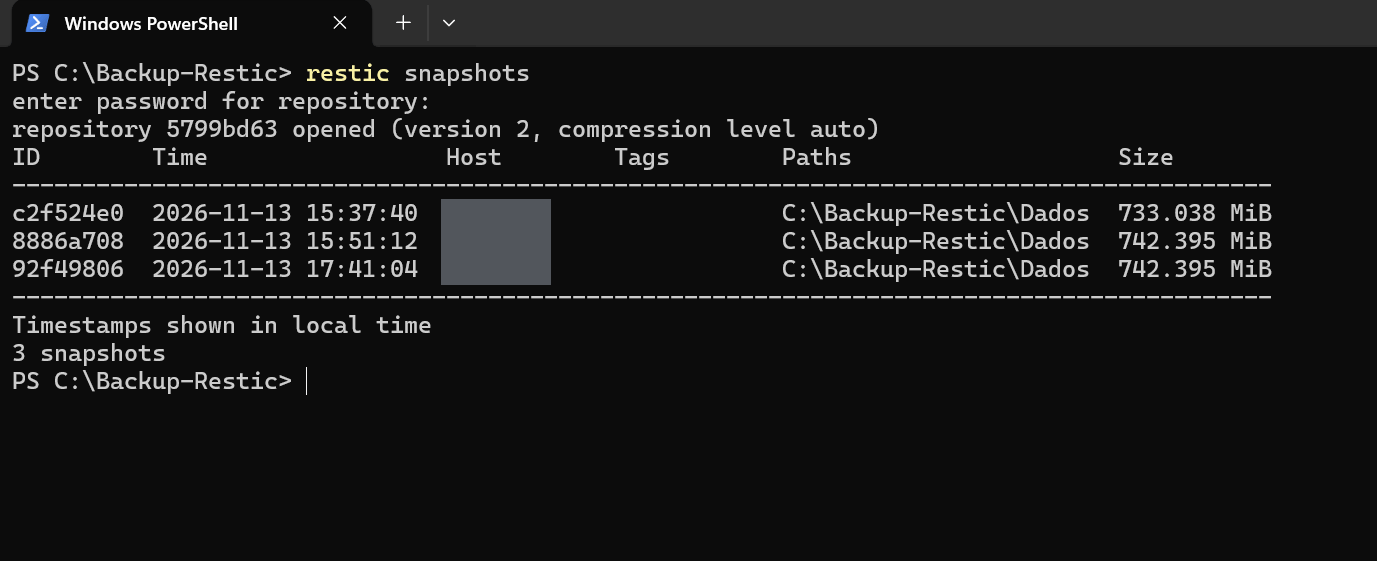 Windows PowerShell
PS C:\Backup-Restic> restic snapshots
enter password for repository:
repository 5799bd63 opened (version 2, compression level auto)
ID        Time                 Host        Tags        Paths                   Size
------------------------------------------------------------------------------------------
c2f524e0  2026-11-13 15:37:40                          C:\Backup-Restic\Dados  733.038 MiB
8886a708  2026-11-13 15:51:12                          C:\Backup-Restic\Dados  742.395 MiB
92f49806  2026-11-13 17:41:04                          C:\Backup-Restic\Dados  742.395 MiB
------------------------------------------------------------------------------------------
Timestamps shown in local time
3 snapshots
PS C:\Backup-Restic>